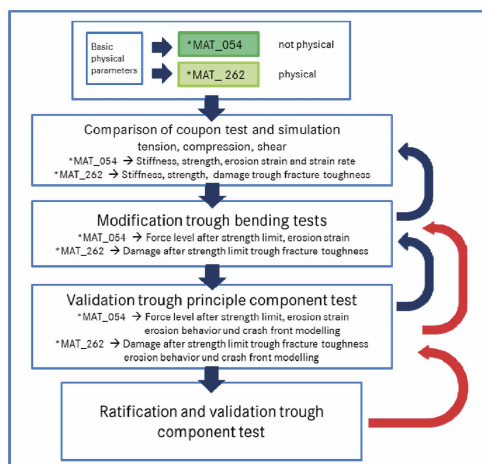 Basic
physical
parameters
*MAT_054
not physical
*MAT_ 262
physical
Comparison of coupon test and simulation
tension, compression, shear
*MAT_054 → Stiffness, strength, erosion strain and strain rate
*MAT_262 → Stiffness, strength, damage trough fracture toughness
Modification trough bending tests
*MAT_054 → Force level after strength limit, erosion strain
*MAT_262 → Damage after strength limit trough fracture toughness
Validation trough principle component test
*MAT_054 → Force level after strength limit, erosion strain
erosion behavior und crash front modelling
*MAT_262 → Damage after strength limit trough fracture toughness
erosion behavior und crash front modelling
Ratification and validation trough
component test